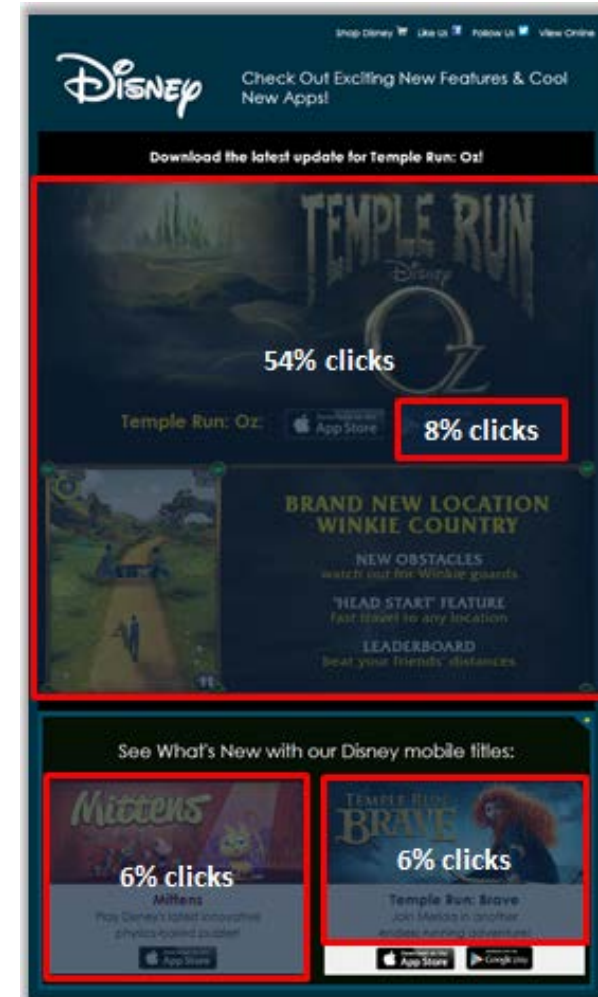 Shop Disney Like Us Follow Us View Online
Disney
Check Out Exciting New Features & Cool
New Apps!
Download the latest update for Temple Run: Oz!
TEMPLE RUN
Disney
OZ
54% clicks
Temple Run: Oz: App Store 8% clicks
BRAND NEW LOCATION
WINKIE COUNTRY
NEW OBSTACLES
watch out for Winkie guards
"HEAD START" FEATURE
Fast travel to any location
LEADERBOARD
Beat your friends' distances
See What's New with our Disney mobile titles:
Mittens
6% clicks
Mittens
Play Disney's latest innovative
physics-based puzzler!
App Store
TEMPLE RUN
BRAVE
6% clicks
Temple Run: Brave
Join Merida in another
endless running adventure!
App Store Google play